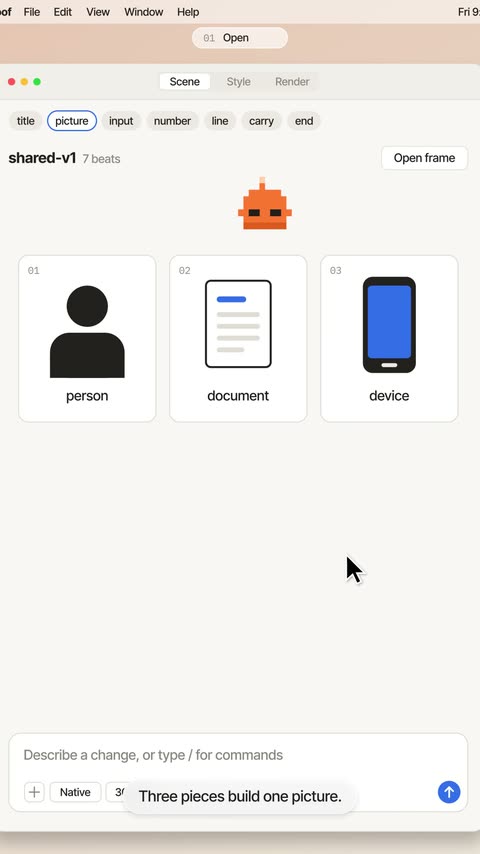 File Edit View Window Help
01 Open
Scene Style Render
title picture input number line carry end
shared-v1 7 beats Open frame
01 02 03
person document device
Describe a change, or type / for commands
Native
Three pieces build one picture.